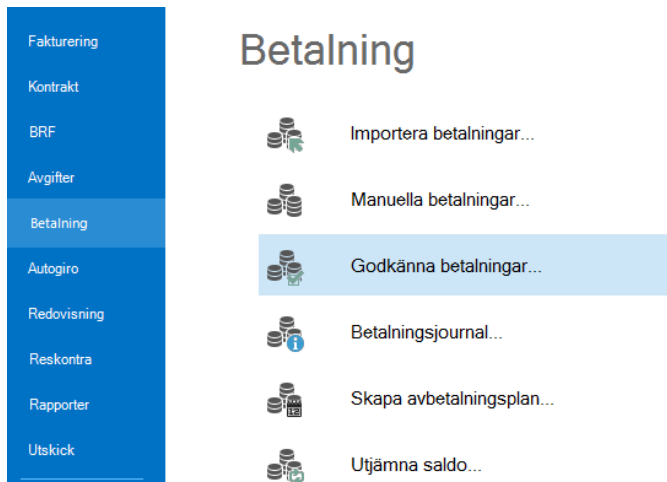 Fakturering
Kontrakt
BRF
Avgifter
Betalning
Autogiro
Redovisning
Reskontra
Rapporter
Utskick
Betalning
Importera betalningar...
Manuella betalningar...
Godkänna betalningar...
Betalningsjournal...
Skapa avbetalningsplan...
12
Utjämna saldo...